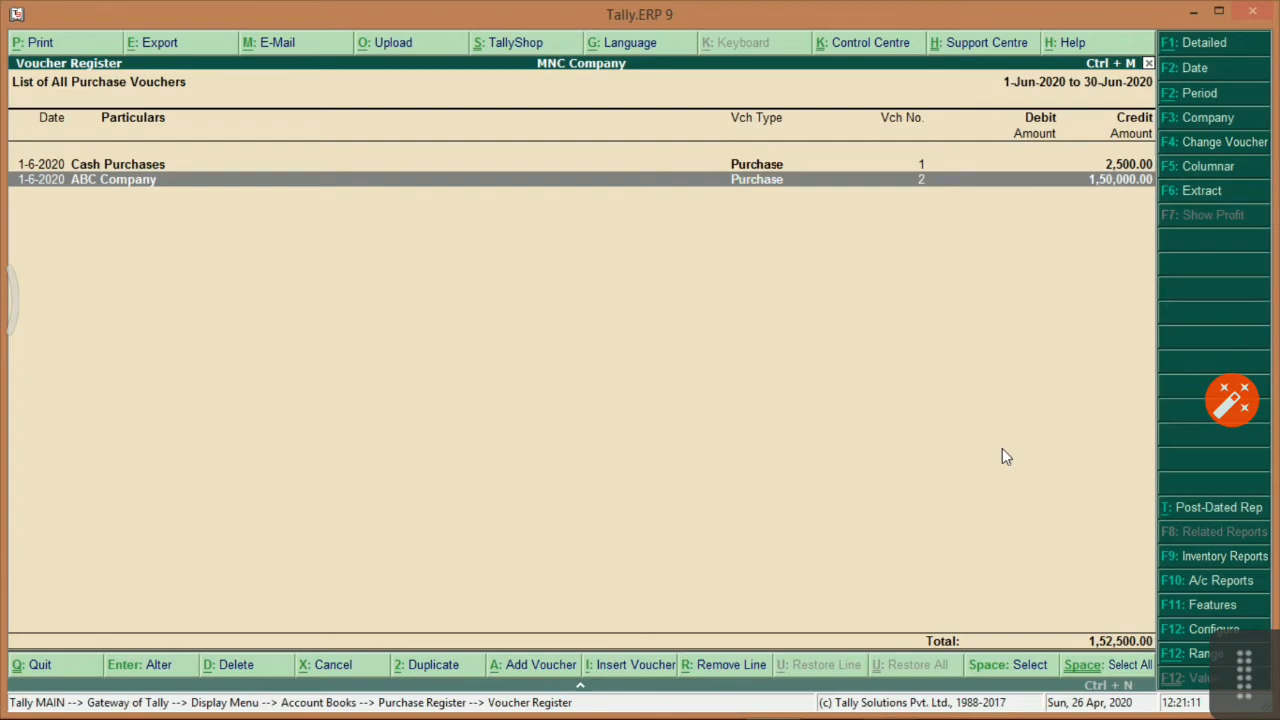 Tally.ERP 9
P: Print E: Export M: E-Mail O: Upload S: TallyShop G: Language K: Keyboard K: Control Centre H: Support Centre H: Help
Voucher Register MNC Company Ctrl + M
List of All Purchase Vouchers 1-Jun-2020 to 30-Jun-2020
Date Particulars Vch Type Vch No. Debit Credit
Amount Amount
1-6-2020 Cash Purchases Purchase 1 2,500.00
1-6-2020 ABC Company Purchase 2 1,50,000.00
Total: 1,52,500.00
F1: Detailed
F2: Date
F2: Period
F3: Company
F4: Change Voucher
F5: Columnar
F6: Extract
F7: Show Profit
T: Post-Dated Rep
F8: Related Reports
F9: Inventory Reports
F10: A/c Reports
F11: Features
F12: Configure
F12:
F12:
Q: Quit Enter: Alter D: Delete X: Cancel 2: Duplicate A: Add Voucher I: Insert Voucher R: Remove Line U: Restore Line U: Restore All Space: Select Space: Select All
Ctrl + N
Tally MAIN --> Gateway of Tally --> Display Menu --> Account Books --> Purchase Register --> Voucher Register (c) Tally Solutions Pvt. Ltd., 1988-2017 Sun, 26 Apr, 2020 12:21:11